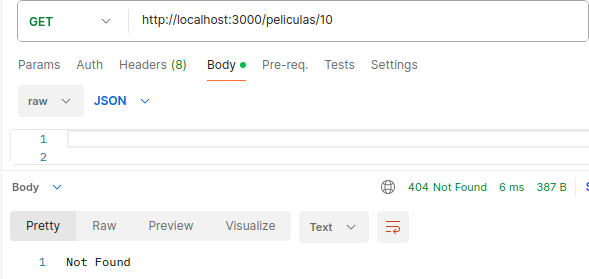 GET http://localhost:3000/peliculas/10
Params Auth Headers (8) Body Pre-req. Tests Settings
raw JSON
1
2
Body 404 Not Found 6 ms 387 B
Pretty Raw Preview Visualize Text
1 Not Found